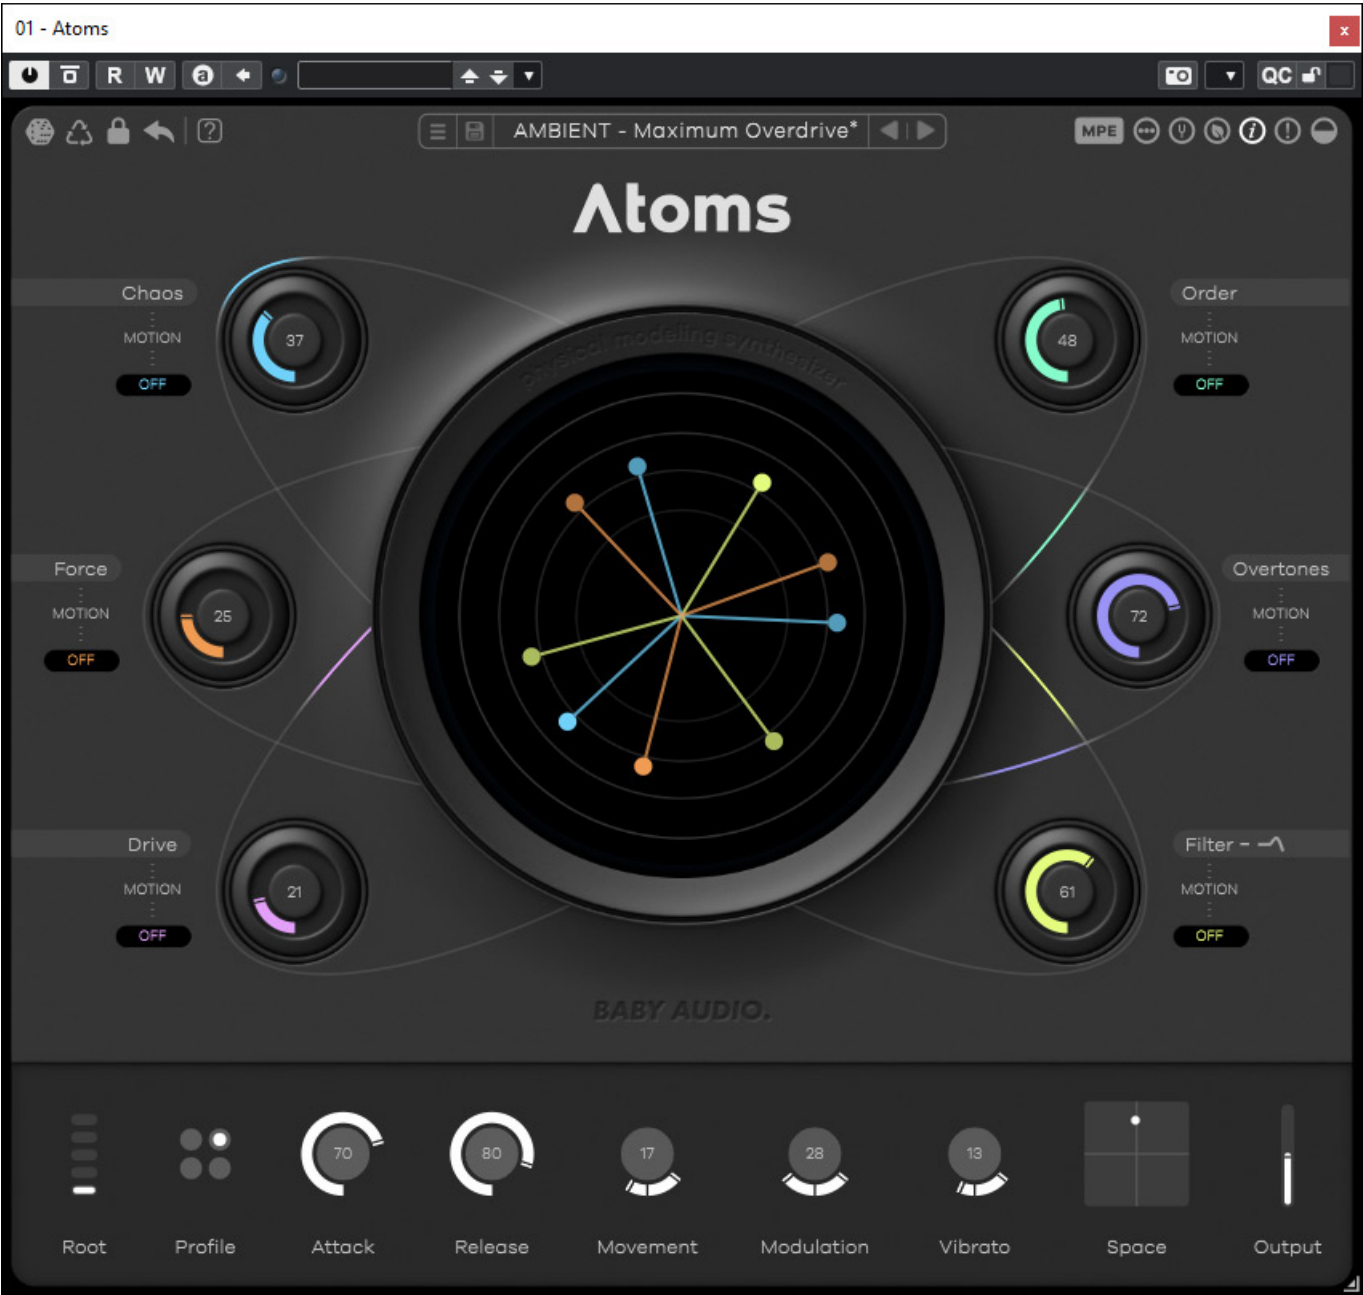 01 - Atoms
x
R W a QC
? AMBIENT - Maximum Overdrive* MPE i !
Atoms
physical modeling synthesizer
Chaos
MOTION
OFF
37
Order
MOTION
OFF
48
Force
MOTION
OFF
25
Overtones
MOTION
OFF
72
Drive
MOTION
OFF
21
Filter -
MOTION
OFF
61
BABY AUDIO.
70 80 17 28 13
Root Profile Attack Release Movement Modulation Vibrato Space Output